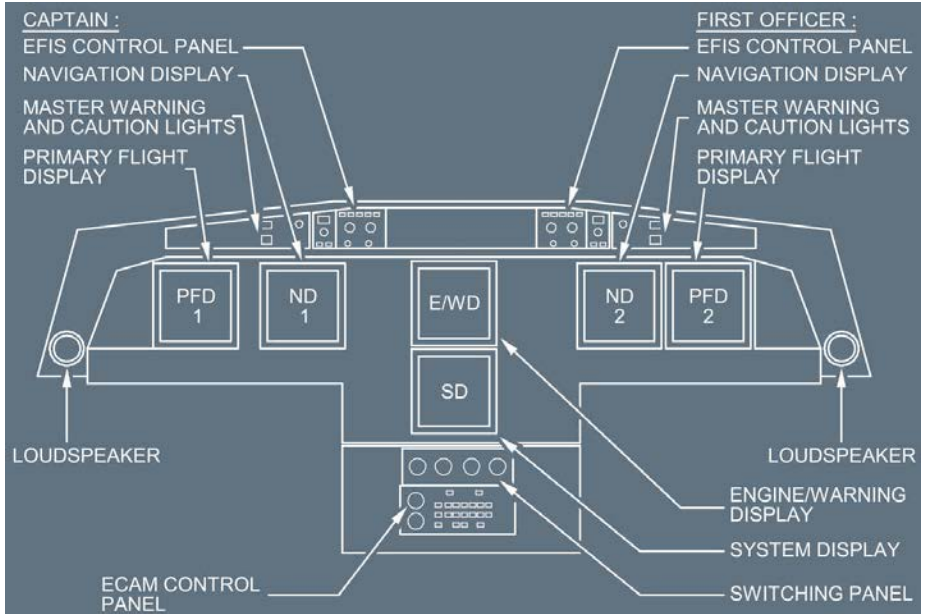 CAPTAIN :
EFIS CONTROL PANEL
NAVIGATION DISPLAY
MASTER WARNING
AND CAUTION LIGHTS
PRIMARY FLIGHT
DISPLAY
FIRST OFFICER :
EFIS CONTROL PANEL
NAVIGATION DISPLAY
MASTER WARNING
AND CAUTION LIGHTS
PRIMARY FLIGHT
DISPLAY
PFD
1
ND
1
E/WD
ND
2
PFD
2
SD
LOUDSPEAKER
LOUDSPEAKER
ENGINE/WARNING
DISPLAY
SYSTEM DISPLAY
SWITCHING PANEL
ECAM CONTROL
PANEL